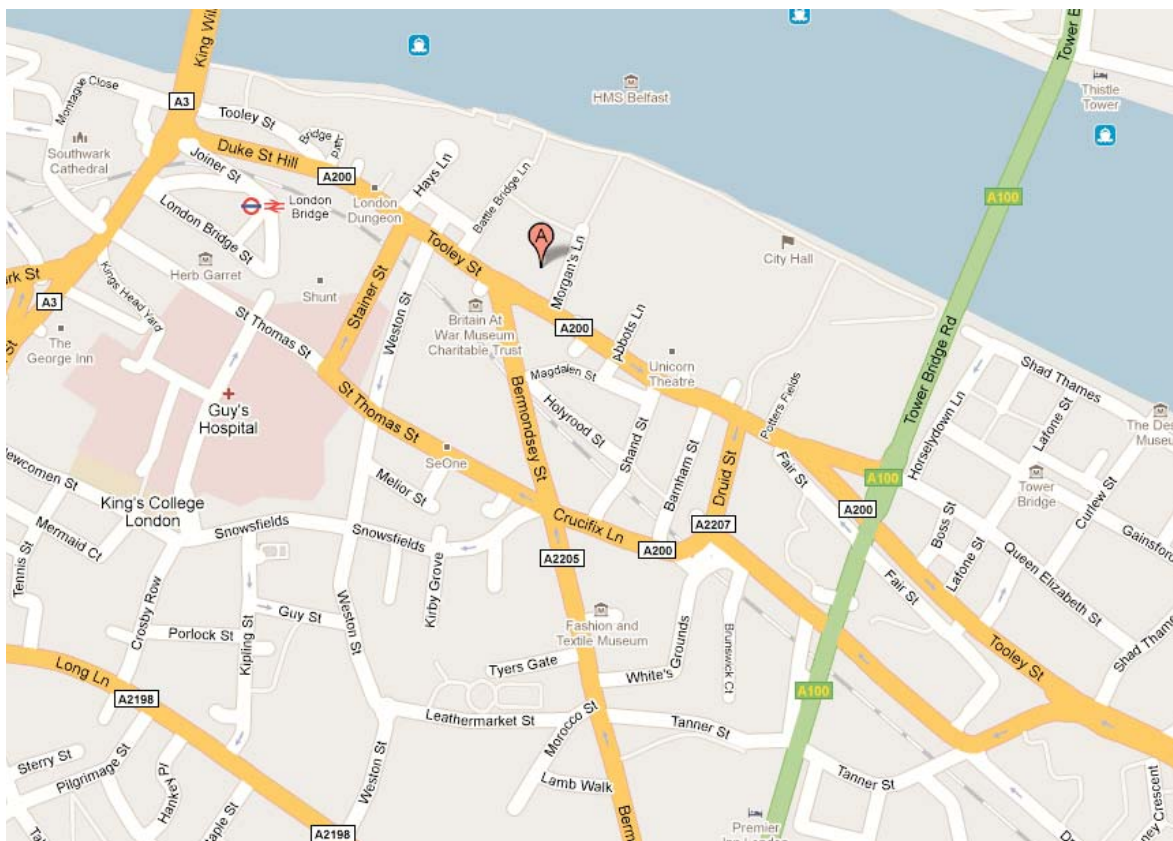 King Wil
Tower B
Montague Close
A3
Tooley St
HMS Belfast
Thistle
Tower
Southwark
Cathedral
Duke St Hill
Bridge
Yard
Joiner St
A200
Hays Ln
Battle Bridge Ln
London
Bridge
London
Dungeon
A100
London Bridge St
Tooley St
A
Morgan's Ln
City Hall
Herb Garret
rk St
A3
Kings Head Yard
Shunt
Stainer St
Weston St
Britain At
War Museum
Charitable Trust
A200
Abbots Ln
Tower Bridge Rd
The
George Inn
St Thomas St
Unicorn
Theatre
Shad Thames
Magdalen St
Potters Fields
Horselydown Ln
Lafone St
The De
Museu
Guy's
Hospital
St Thomas St
Bermondsey St
Holyrood St
Shand St
Barnham St
Druid St
Fair St
SeOne
A100
Tower
Bridge
Curlew St
ewcomen St
Melior St
King's College
London
Snowsfields
Snowsfields
Crucifix Ln
A2207
A200
A200
Boss St
Gainsford
Mermaid Ct
Tennis St
A2205
Kirby Grove
Fair St
Lafone St
Queen Elizabeth St
Crosby Row
Guy St
Weston St
Fashion and
Textile Museum
Porlock St
Kipling St
White's Grounds
Brunswick Ct
Tooley St
Shad Thame
Long Ln
Tyers Gate
A2198
A100
Leathermarket St
Tanner St
Morocco St
Sterry St
Pilgrimage St
Hankey Pl
Weston St
Lamb Walk
Tanner St
ney Crescent
aple St
A2198
Berm
Premier